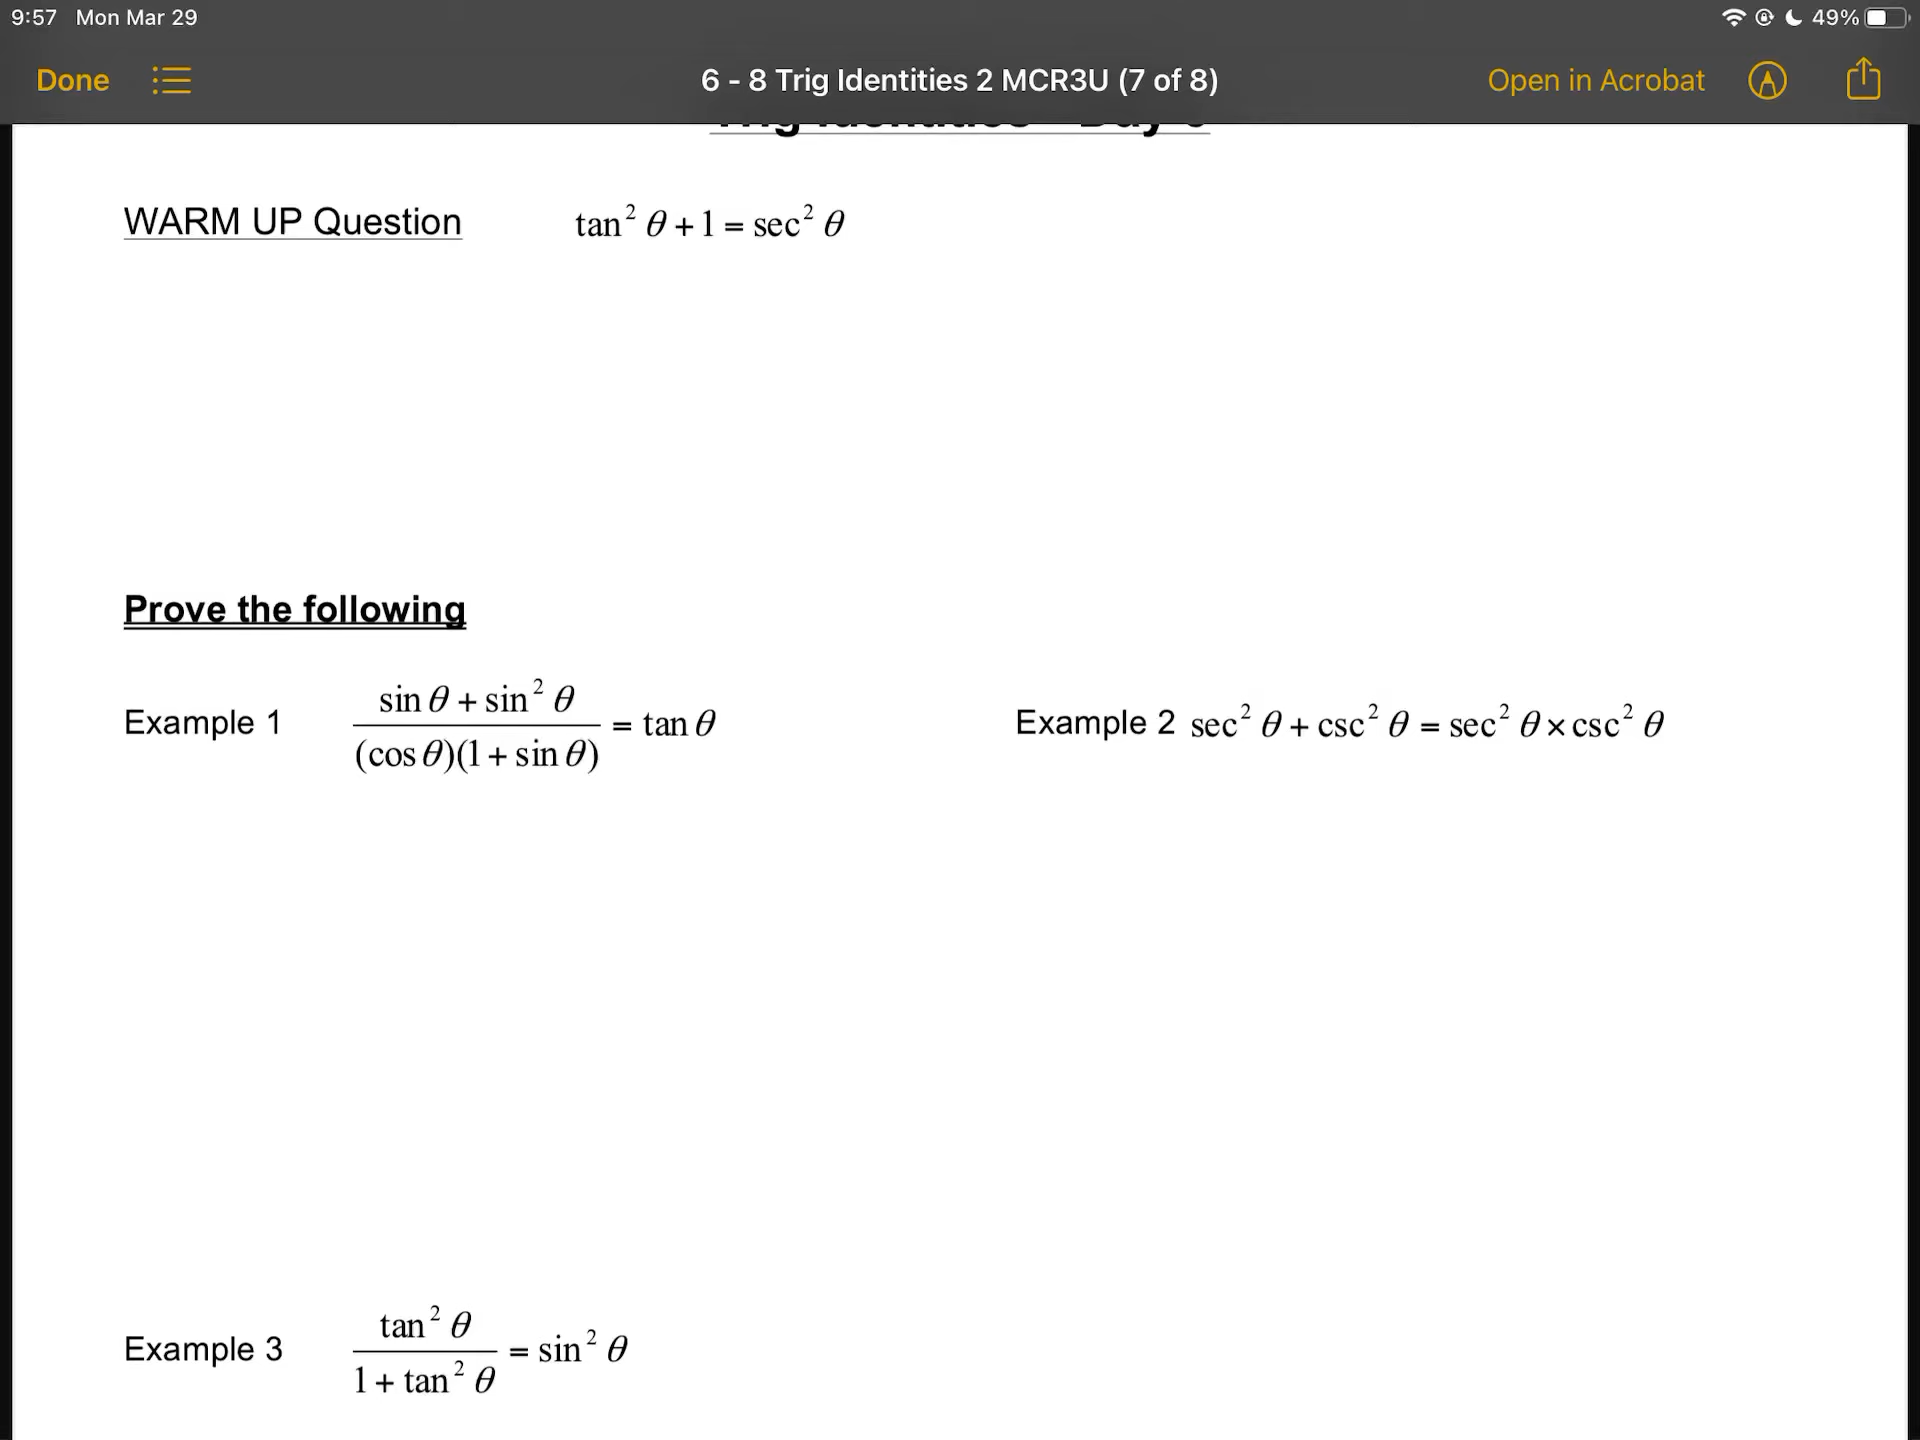 9:57 Mon Mar 29 49%
Done 6 - 8 Trig Identities 2 MCR3U (7 of 8) Open in Acrobat
WARM UP Question tan² θ + 1 = sec² θ
Prove the following
Example 1 (sin θ + sin² θ) / ((cos θ)(1 + sin θ)) = tan θ
Example 2 sec² θ + csc² θ = sec² θ × csc² θ
Example 3 (tan² θ) / (1 + tan² θ) = sin² θ